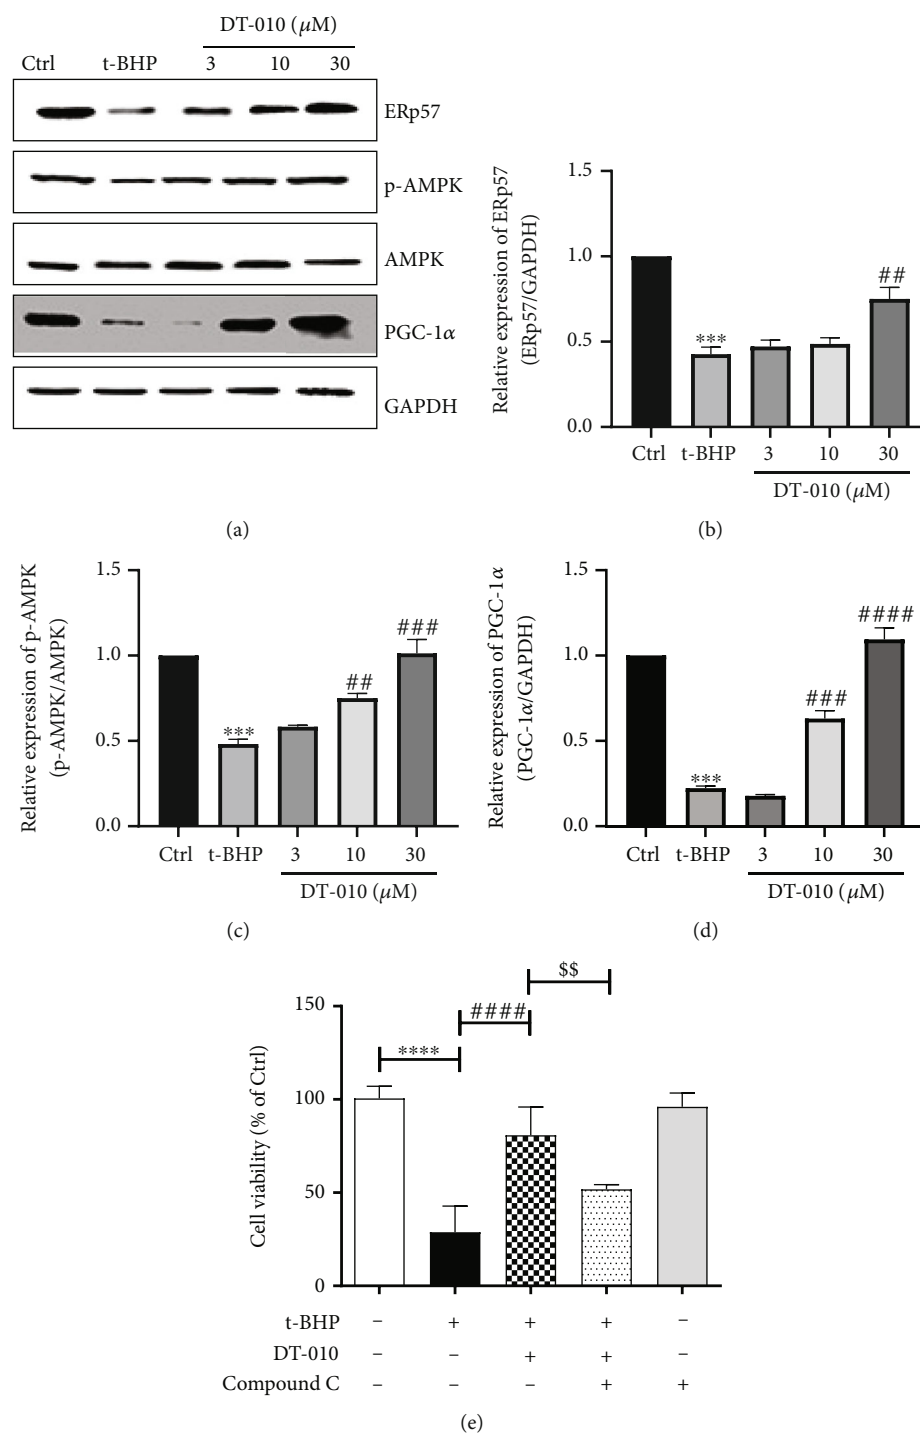 DT-010 (μM)
Ctrl t-BHP 3 10 30
ERp57
p-AMPK
AMPK
PGC-1α
GAPDH
(a)
Relative expression of ERp57
(ERp57/GAPDH)
1.5
1.0
0.5
0.0
***
##
Ctrl t-BHP 3 10 30
DT-010 (μM)
(b)
Relative expression of p-AMPK
(p-AMPK/AMPK)
1.5
1.0
0.5
0.0
***
##
###
Ctrl t-BHP 3 10 30
DT-010 (μM)
(c)
Relative expression of PGC-1α
(PGC-1α/GAPDH)
1.5
1.0
0.5
0.0
***
###
####
Ctrl t-BHP 3 10 30
DT-010 (μM)
(d)
Cell viability (% of Ctrl)
150
100
50
0
****
####
$$
t-BHP − + + + −
DT-010 − − + + −
Compound C − − − + +
(e)